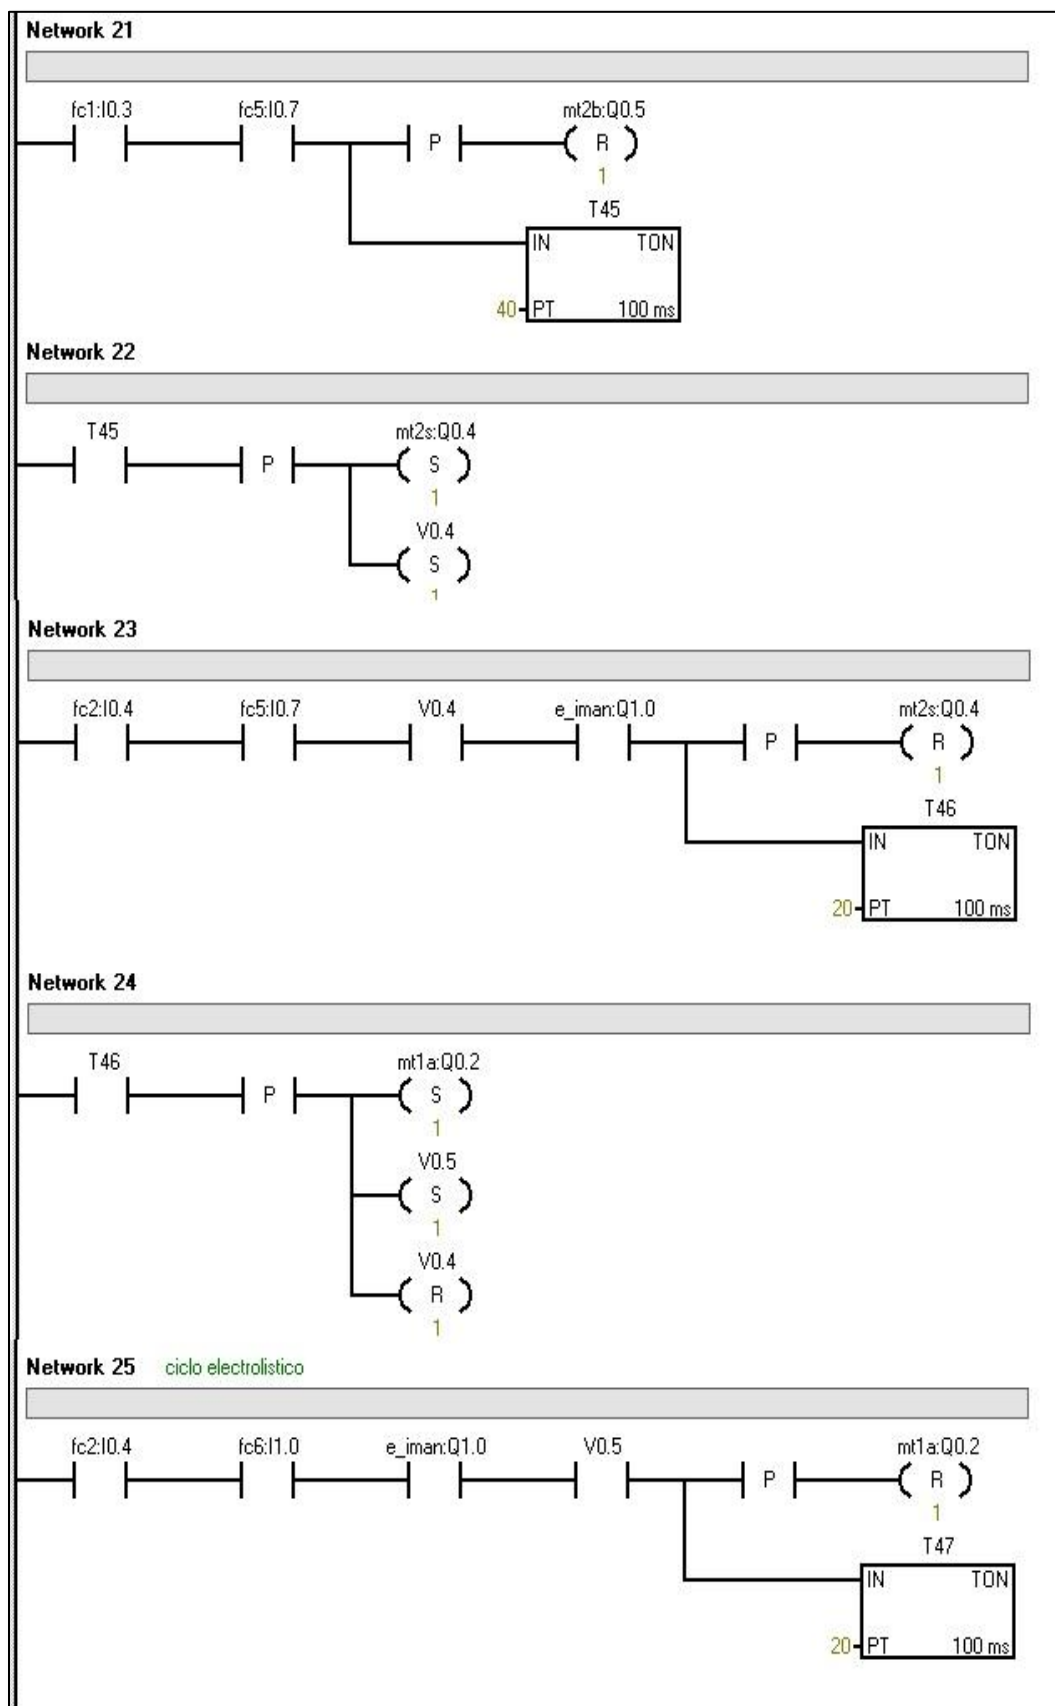 Network 21
fc1:I0.3 fc5:I0.7 mt2b:Q0.5
P R
1
T45
IN TON
40 PT 100 ms
Network 22
T45 mt2s:Q0.4
P S
1
V0.4
S
1
Network 23
fc2:I0.4 fc5:I0.7 V0.4 e_iman:Q1.0 mt2s:Q0.4
P R
1
T46
IN TON
20 PT 100 ms
Network 24
T46 mt1a:Q0.2
P S
1
V0.5
S
1
V0.4
R
1
Network 25 ciclo electrolistico
fc2:I0.4 fc6:I1.0 e_iman:Q1.0 V0.5 mt1a:Q0.2
P R
1
T47
IN TON
20 PT 100 ms